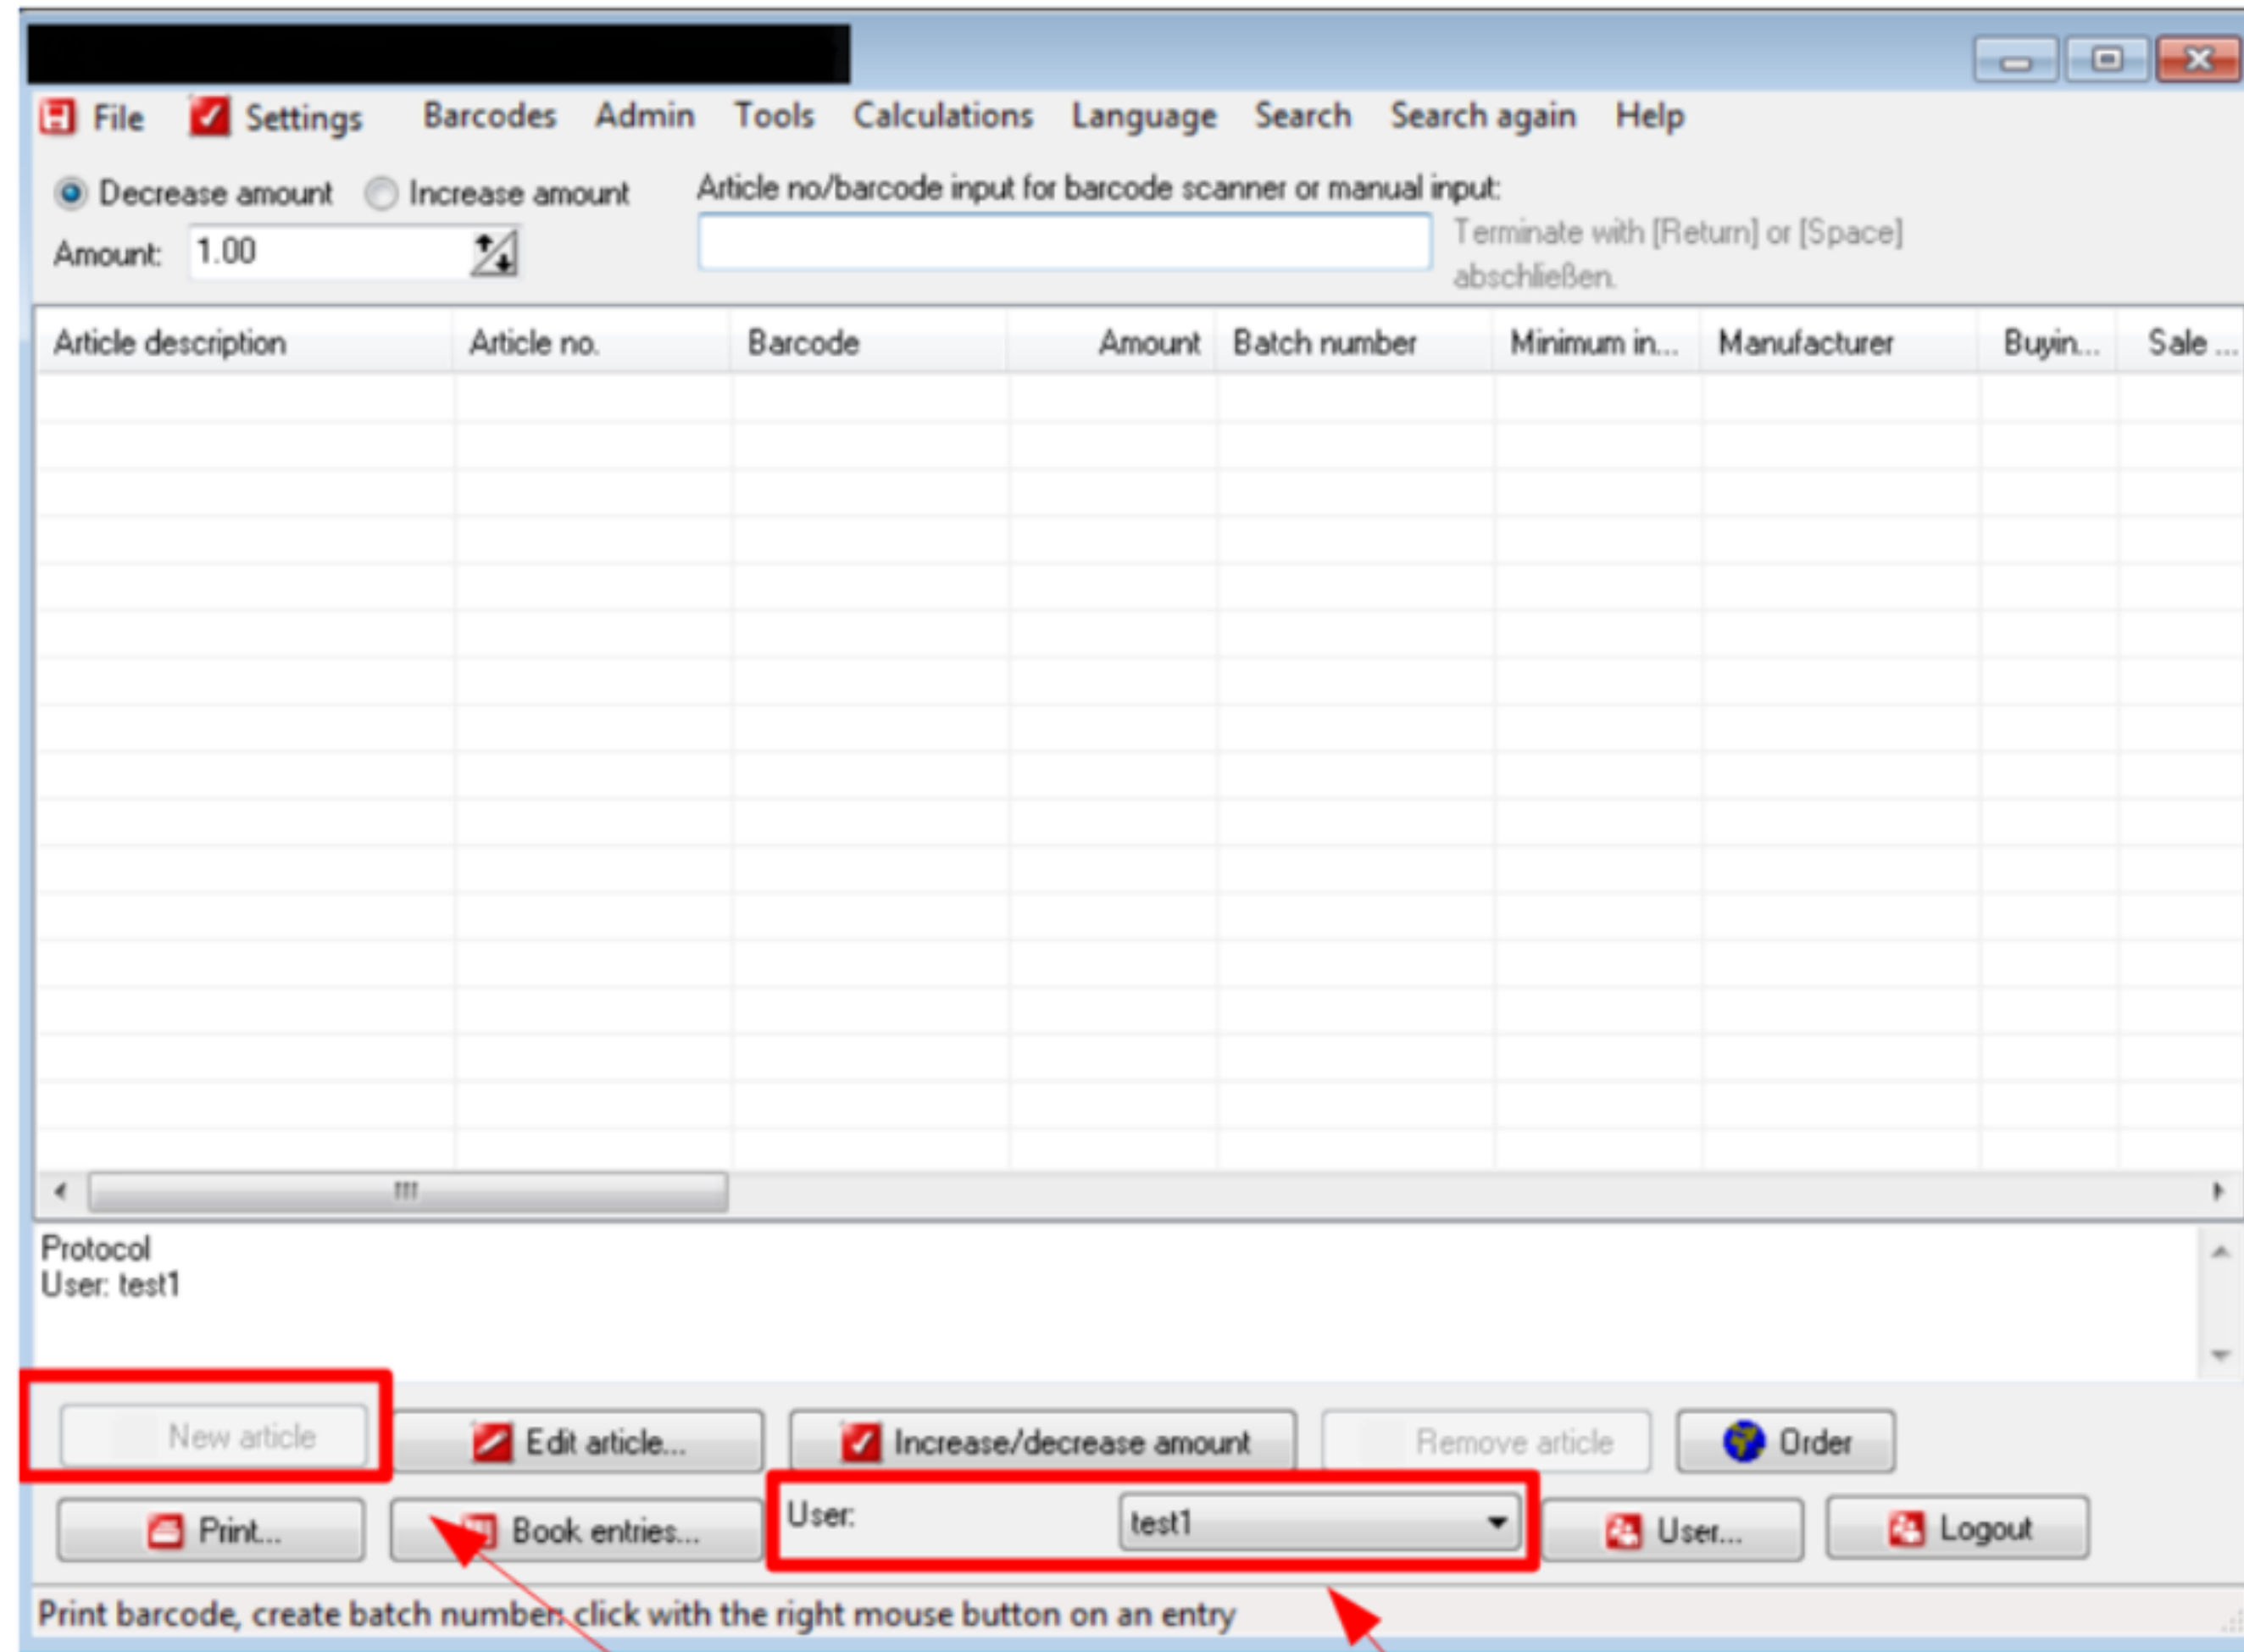 File Settings Barcodes Admin Tools Calculations Language Search Search again Help
Decrease amount Increase amount Article no/barcode input for barcode scanner or manual input:
Amount: 1.00 Terminate with [Return] or [Space]
abschließen.
Article description Article no. Barcode Amount Batch number Minimum in... Manufacturer Buyin... Sale ...
Protocol
User: test1
New article Edit article... Increase/decrease amount Remove article Order
Print... Book entries... User: test1 User... Logout
Print barcode, create batch number: click with the right mouse button on an entry